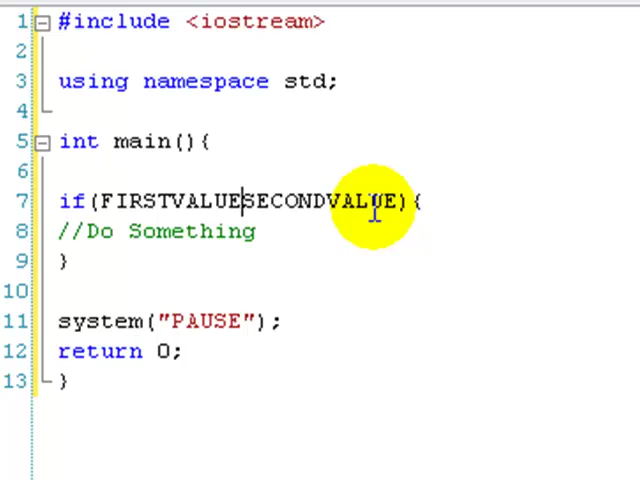 1 #include <iostream>
2
3 using namespace std;
4
5 int main(){
6
7 if(FIRSTVALUESECONDVALUE){
8 //Do Something
9 }
10
11 system("PAUSE");
12 return 0;
13 }